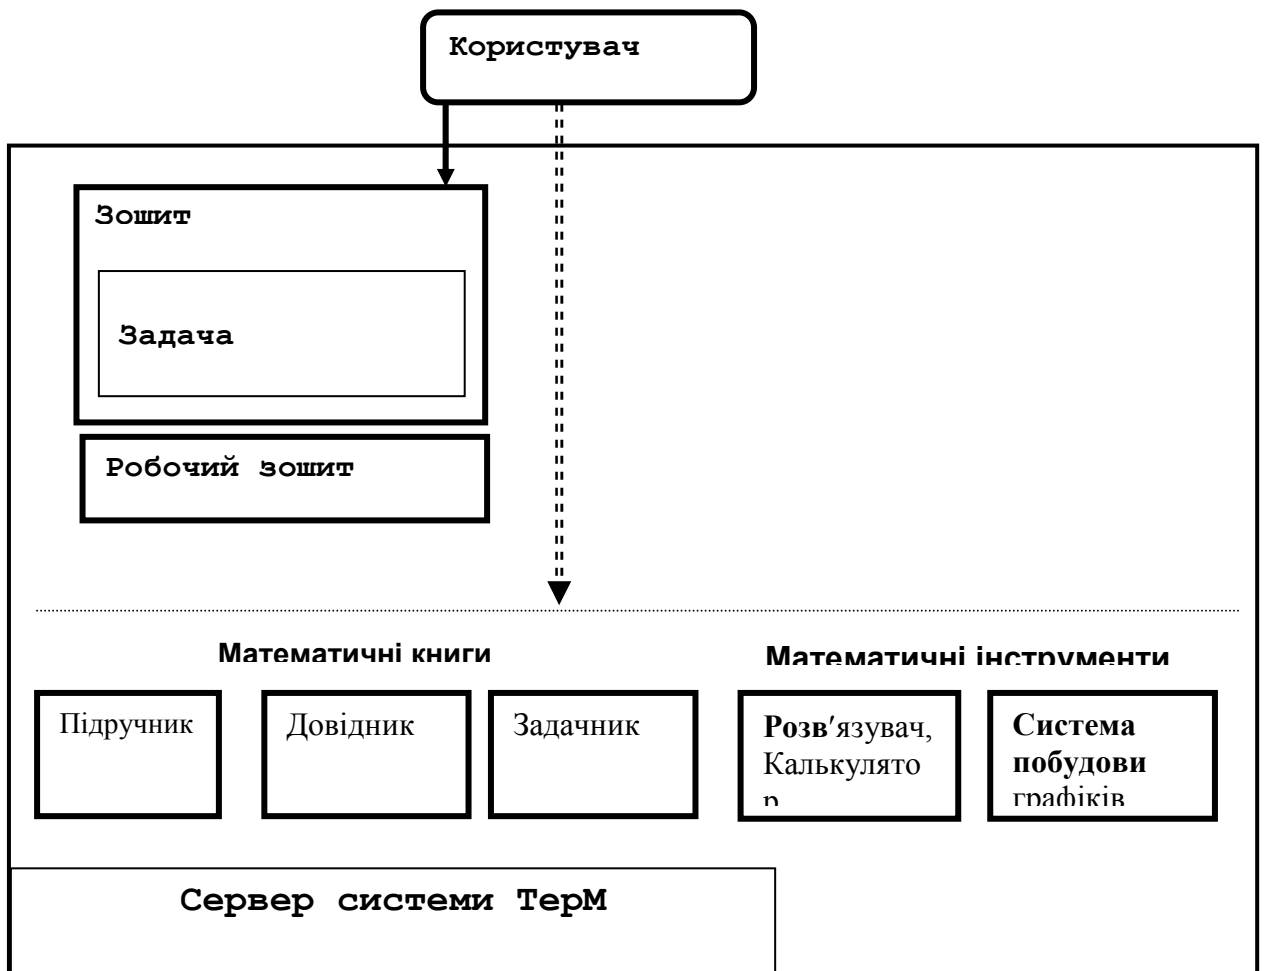 Користувач
Зошит
Задача
Робочий зошит
Математичні книги
Математичні інструменти
Підручник
Довідник
Задачник
Розв′язувач,
Калькулято
р
Система
побудови
графіків
Сервер системи ТерМ